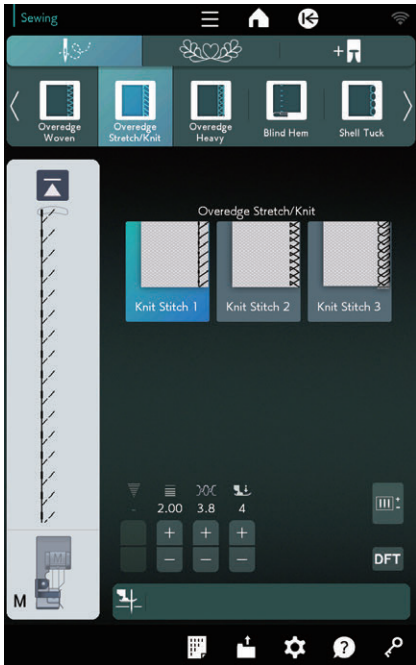 Sewing
Overedge
Woven
Overedge
Stretch/Knit
Overedge
Heavy
Blind Hem
Shell Tuck
Overedge Stretch/Knit
Knit Stitch 1
Knit Stitch 2
Knit Stitch 3
- 2.00 3.8 4
+ + +
− − −
DFT
M